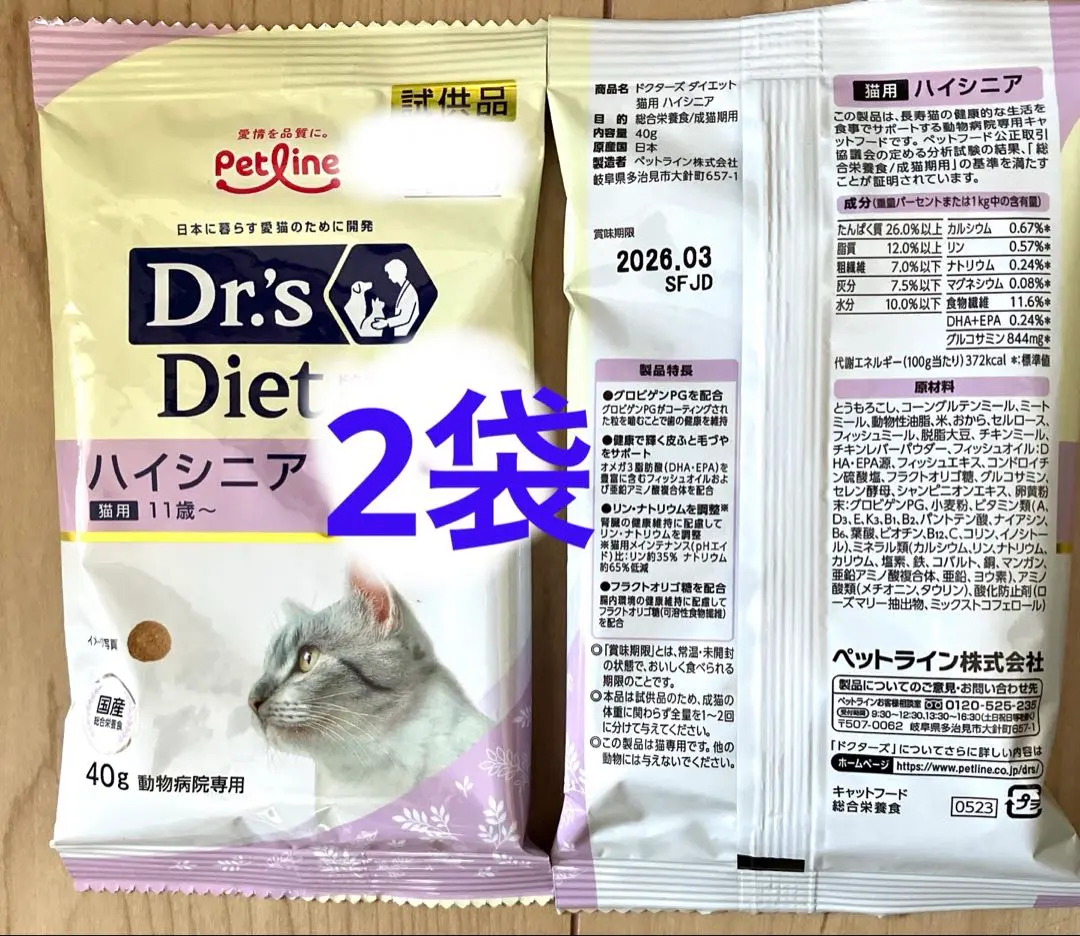 試供品
愛情を品質に。
Petline
日本に暮らす愛猫のために開発
Dr.'s
Diet
ハイシニア
猫用 11歳～
イメージ写真
国産
総合栄養食
40g 動物病院専用
2袋
商品名 ドクターズ ダイエット
猫用 ハイシニア
目的 総合栄養食/成猫期用
内容量 40g
原産国 日本
製造者 ペットライン株式会社
岐阜県多治見市大針町657-1
賞味期限
2026.03
SFJD
製品特長
●グロビゲンPGを配合
グロビゲンPGがコーティングされ
た粒を噛むことで歯の健康を維持
●健康で輝く皮ふと毛づや
をサポート
オメガ3脂肪酸(DHA・EPA)を
豊富に含むフィッシュオイルおよ
び亜鉛アミノ酸複合体を配合
●リン・ナトリウムを調整※
腎臓の健康維持に配慮して
リン・ナトリウムを調整
※猫用メインテナンス(pHエイ
ド)比:リン約35% ナトリウム
約65%低減
●フラクトオリゴ糖を配合
腸内環境の健康維持に配慮して
フラクトオリゴ糖(可溶性食物繊維)
を配合
◎「賞味期限」とは、常温・未開封
の状態で、おいしく食べられる
期限のことです。
◎本品は試供品のため、成猫の
体重に関わらず全量を1～2回
に分けて与えてください。
◎この製品は猫専用です。他の
動物には与えないでください。
猫用 ハイシニア
この製品は、長寿猫の健康的な生活を
食事でサポートする動物病院専用キャ
ットフードです。ペットフード公正取引
協議会の定める分析試験の結果、「総
合栄養食/成猫期用」の基準を満たす
ことが証明されています。
成分(重量パーセントまたは1kg中の含有量)
たんぱく質 26.0%以上 カルシウム 0.67%*
脂質 12.0%以上 リン 0.57%*
粗繊維 7.0%以下 ナトリウム 0.24%*
灰分 7.5%以下 マグネシウム 0.08%*
水分 10.0%以下 食物繊維 11.6%*
DHA+EPA 0.24%*
グルコサミン 844mg*
代謝エネルギー(100g当たり)372kcal *:標準値
原材料
とうもろこし、コーングルテンミール、ミート
ミール、動物性油脂、米、おから、セルロース、
フィッシュミール、脱脂大豆、チキンミール、
チキンレバーパウダー、フィッシュオイル:D
HA・EPA源、フィッシュエキス、コンドロイチ
ン硫酸塩、フラクトオリゴ糖、グルコサミン、
セレン酵母、シャンピニオンエキス、卵黄粉
末:グロビゲンPG、小麦粉、ビタミン類(A、
D₃、E、K₃、B₁、B₂、パントテン酸、ナイアシン、
B₆、葉酸、ビオチン、B₁₂、C、コリン、イノシトー
ル)、ミネラル類(カルシウム、リン、ナトリウム、
カリウム、塩素、鉄、コバルト、銅、マンガン、
亜鉛アミノ酸複合体、亜鉛、ヨウ素)、アミノ
酸類(メチオニン、タウリン)、酸化防止剤(ロ
ーズマリー抽出物、ミックストコフェロール)
ペットライン株式会社
製品についてのご意見・お問い合わせ先
ペットラインお客様相談室 0120-525-235
受付時間 9:30~12:30,13:30~16:30(土日祝日等を除く)
〒507-0062 岐阜県多治見市大針町657-1
「ドクターズ」についてさらに詳しい内容は
ホームページ https://www.petline.co.jp/drs/
キャットフード
総合栄養食
0523
プラ